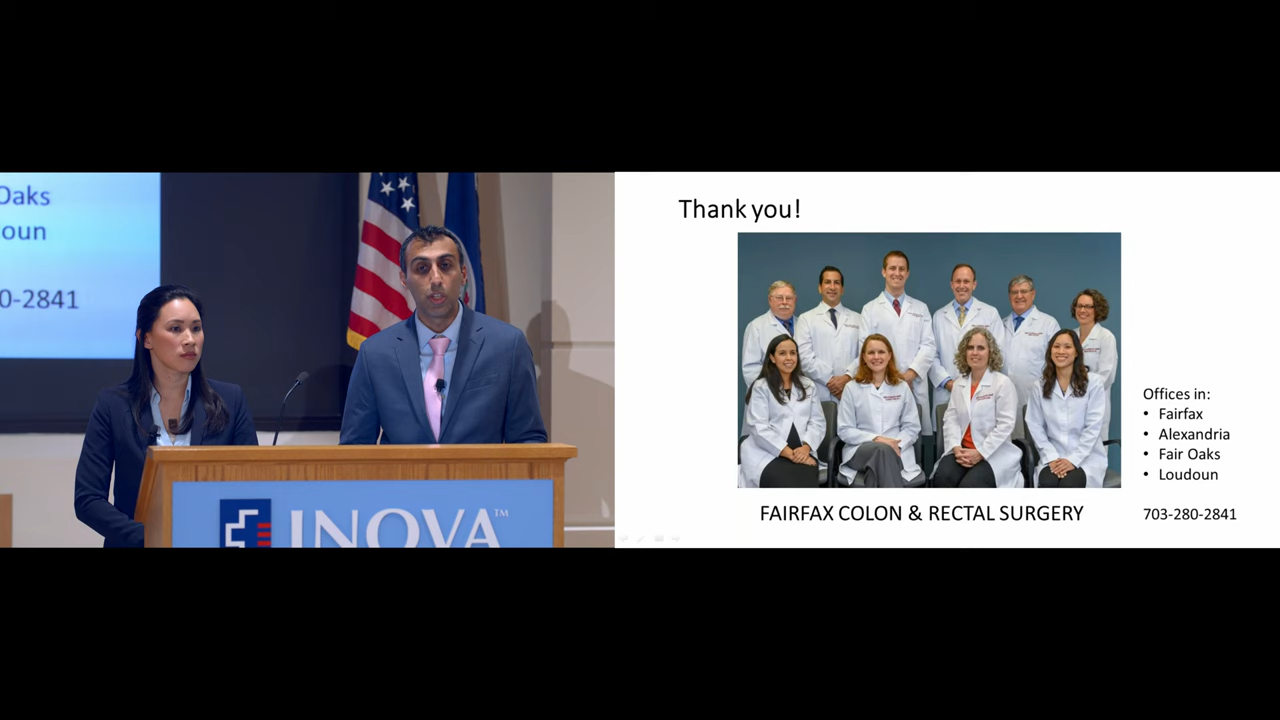 Oaks
oun
0-2841
INOVA™
Thank you!
Offices in:
• Fairfax
• Alexandria
• Fair Oaks
• Loudoun
FAIRFAX COLON & RECTAL SURGERY
703-280-2841